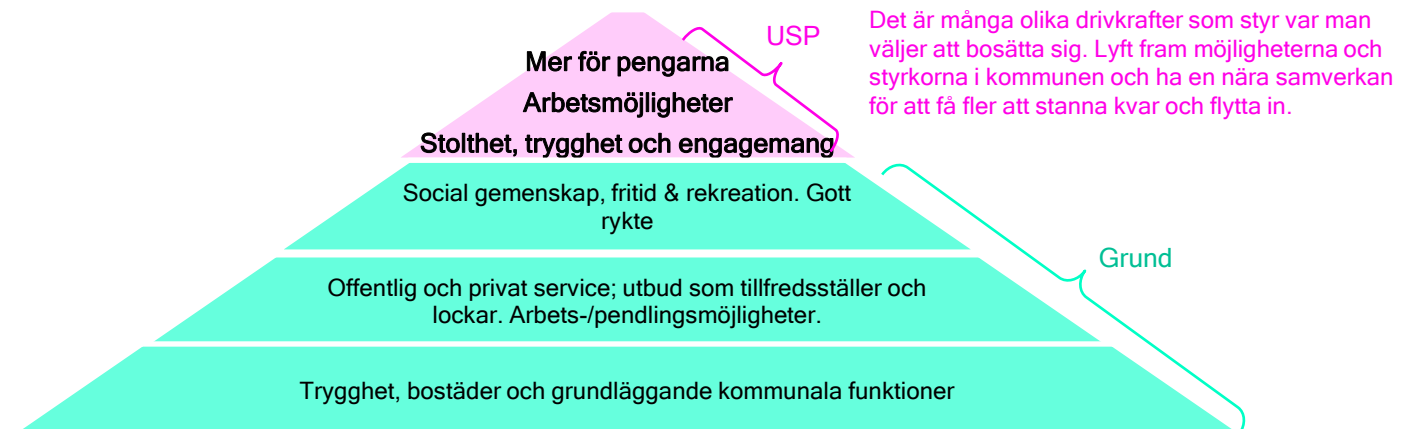 Mer för pengarna
Arbetsmöjligheter
Stolthet, trygghet och engagemang
USP
Det är många olika drivkrafter som styr var man
väljer att bosätta sig. Lyft fram möjligheterna och
styrkorna i kommunen och ha en nära samverkan
för att få fler att stanna kvar och flytta in.
Social gemenskap, fritid & rekreation. Gott
rykte
Grund
Offentlig och privat service; utbud som tillfredsställer och
lockar. Arbets-/pendlingsmöjligheter.
Trygghet, bostäder och grundläggande kommunala funktioner